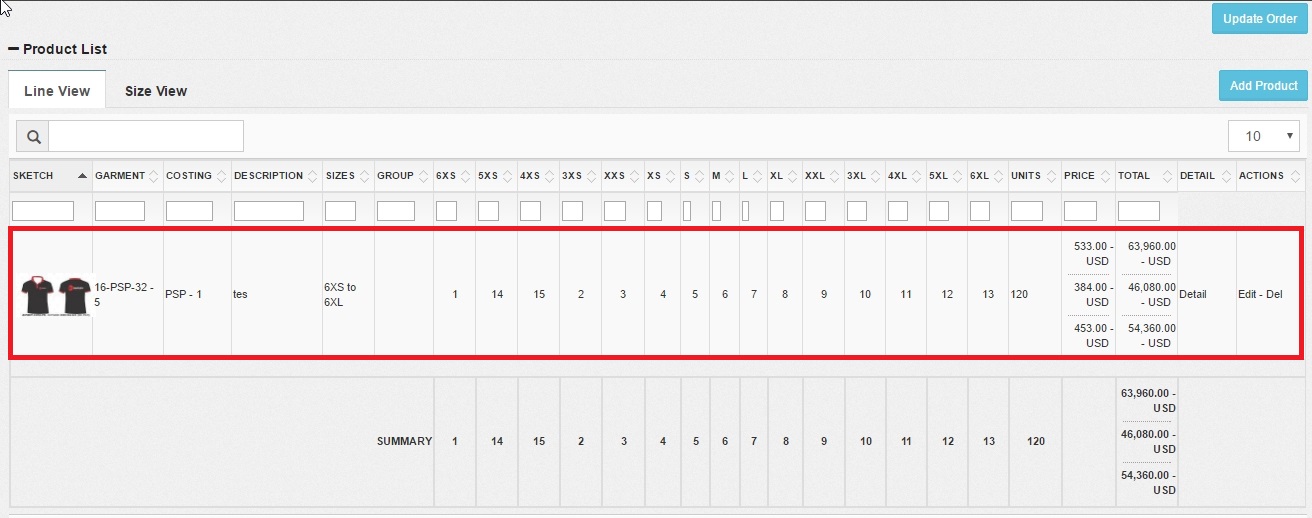 Update Order
Product List
Line View Size View Add Product
10
SKETCH GARMENT COSTING DESCRIPTION SIZES GROUP 6XS 5XS 4XS 3XS XXS XS S M L XL XXL 3XL 4XL 5XL 6XL UNITS PRICE TOTAL DETAIL ACTIONS
533.00 - 63,960.00
USD - USD
16-PSP-32 - 6XS to 384.00 - 46,080.00
5 PSP - 1 tes 6XL 1 14 15 2 3 4 5 6 7 8 9 10 11 12 13 120 USD - USD Detail Edit - Del
453.00 - 54,360.00
USD - USD
63,960.00 -
USD
SUMMARY 1 14 15 2 3 4 5 6 7 8 9 10 11 12 13 120 46,080.00 -
USD
54,360.00 -
USD